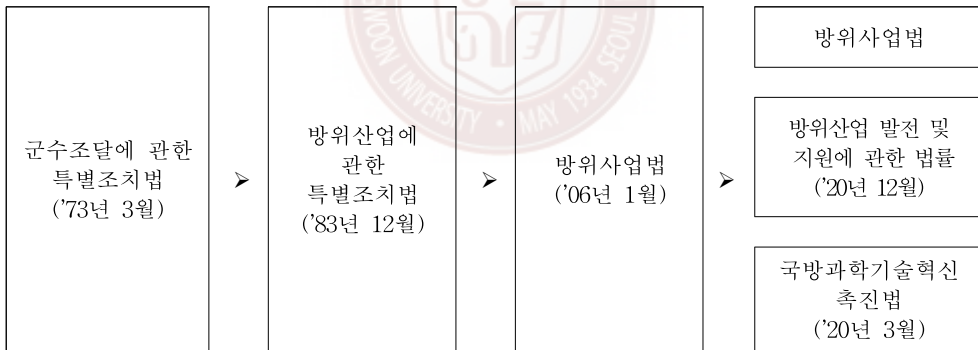 군수조달에 관한
특별조치법
('73년 3월)
➢
방위산업에
관한
특별조치법
('83년 12월)
➢
방위사업법
('06년 1월)
➢
방위사업법
방위산업 발전 및
지원에 관한 법률
('20년 12월)
국방과학기술혁신
촉진법
('20년 3월)
UNIVERSITY · MAY 1934 SEOUL